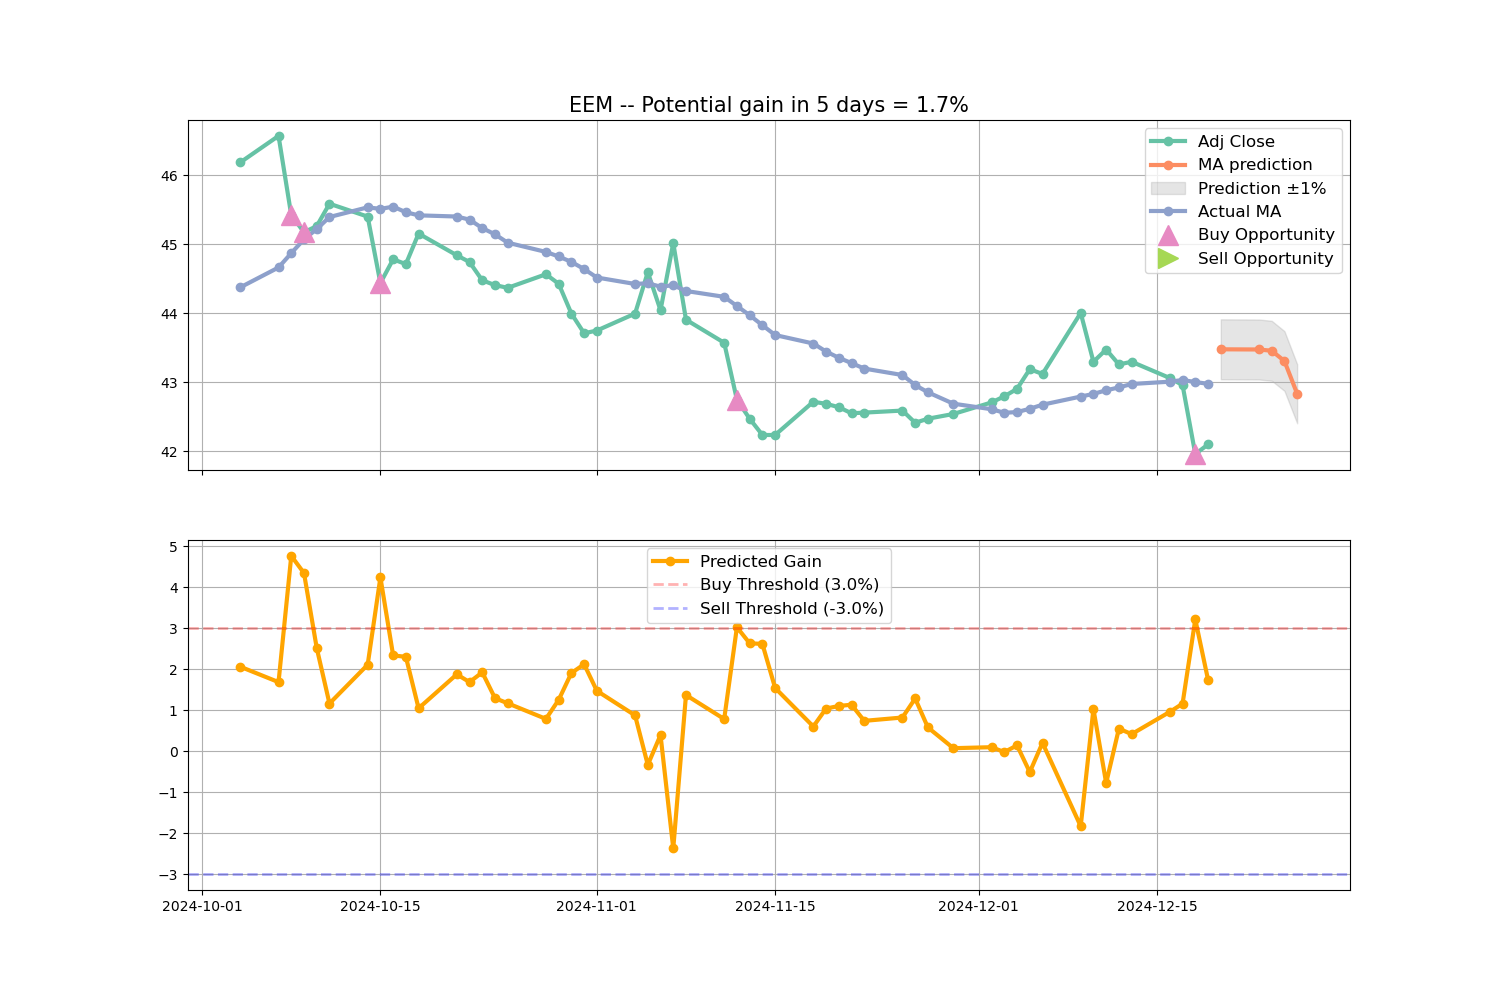 EEM -- Potential gain in 5 days = 1.7%
46
45
44
43
42
Adj Close
MA prediction
Prediction ±1%
Actual MA
Buy Opportunity
Sell Opportunity
5
4
3
2
1
0
−1
−2
−3
Predicted Gain
Buy Threshold (3.0%)
Sell Threshold (-3.0%)
2024-10-01 2024-10-15 2024-11-01 2024-11-15 2024-12-01 2024-12-15